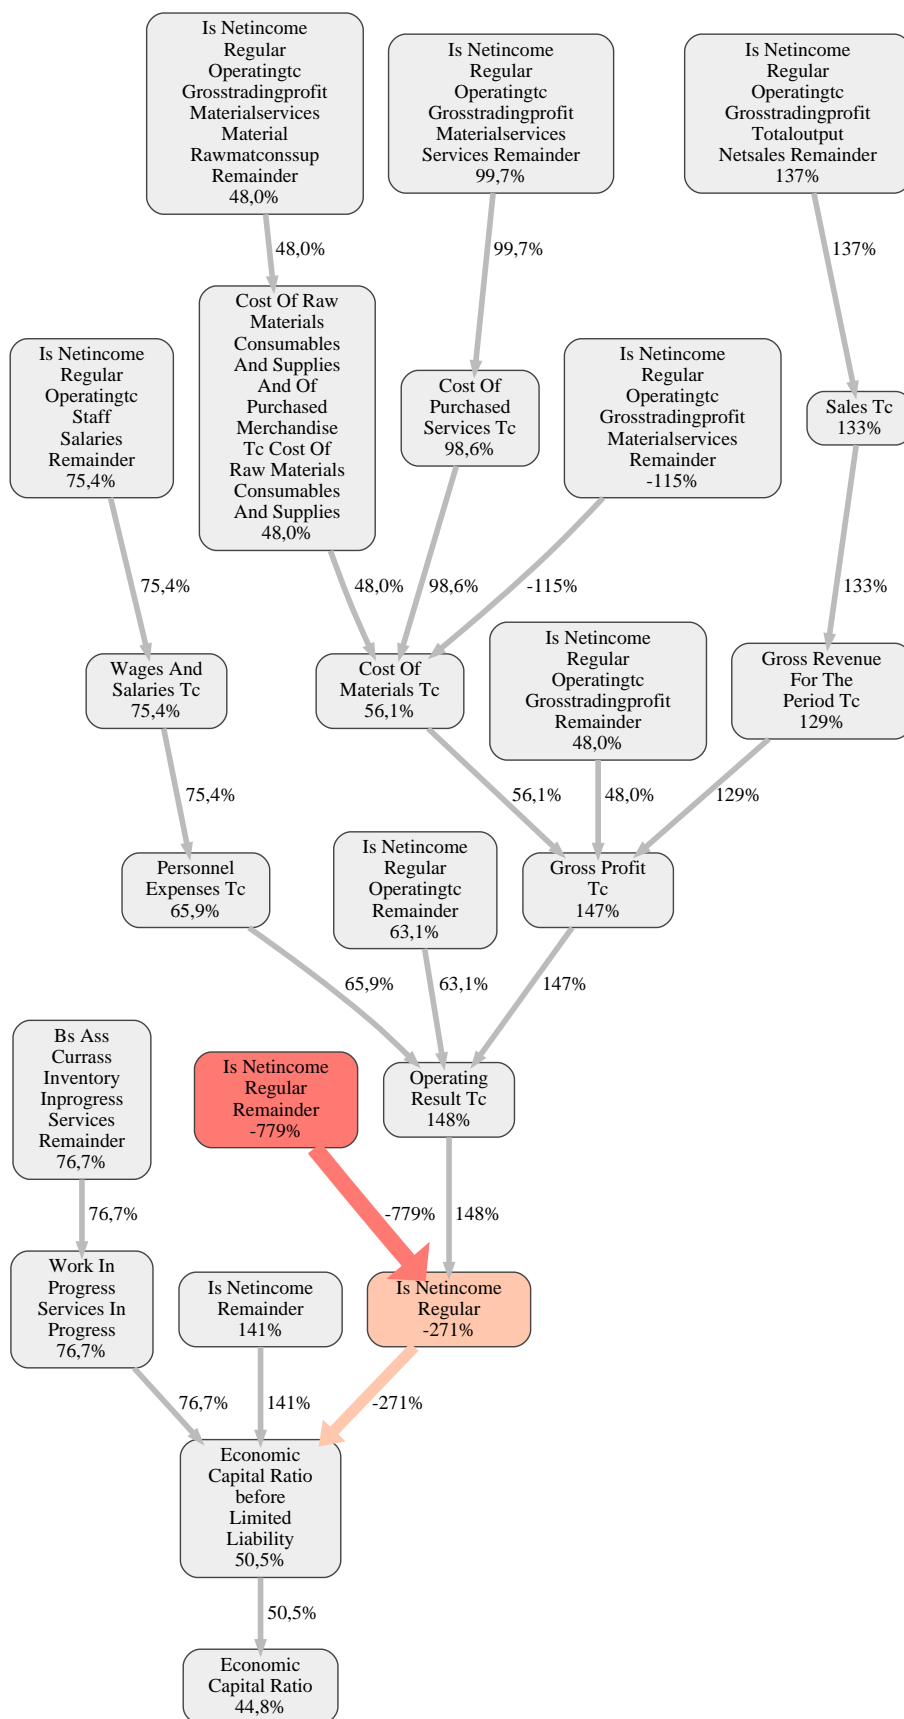 Is Netincome
Regular
Operatingtc
Grosstradingprofit
Materialservices
Material
Rawmatconssup
Remainder
48,0%
Is Netincome
Regular
Operatingtc
Grosstradingprofit
Materialservices
Services Remainder
99,7%
Is Netincome
Regular
Operatingtc
Grosstradingprofit
Totaloutput
Netsales Remainder
137%
48,0%
99,7%
137%
Is Netincome
Regular
Operatingtc
Staff
Salaries
Remainder
75,4%
Cost Of Raw
Materials
Consumables
And Supplies
And Of
Purchased
Merchandise
Tc Cost Of
Raw Materials
Consumables
And Supplies
48,0%
Cost Of
Purchased
Services Tc
98,6%
Is Netincome
Regular
Operatingtc
Grosstradingprofit
Materialservices
Remainder
-115%
Sales Tc
133%
75,4%
48,0%
98,6%
-115%
133%
Wages And
Salaries Tc
75,4%
Cost Of
Materials Tc
56,1%
Is Netincome
Regular
Operatingtc
Grosstradingprofit
Remainder
48,0%
Gross Revenue
For The
Period Tc
129%
75,4%
56,1%
48,0%
129%
Personnel
Expenses Tc
65,9%
Is Netincome
Regular
Operatingtc
Remainder
63,1%
Gross Profit
Tc
147%
65,9%
63,1%
147%
Bs Ass
Currass
Inventory
Inprogress
Services
Remainder
76,7%
Is Netincome
Regular
Remainder
-779%
Operating
Result Tc
148%
76,7%
-779%
148%
Work In
Progress
Services In
Progress
76,7%
Is Netincome
Remainder
141%
Is Netincome
Regular
-271%
76,7%
141%
-271%
Economic
Capital Ratio
before
Limited
Liability
50,5%
50,5%
Economic
Capital Ratio
44,8%